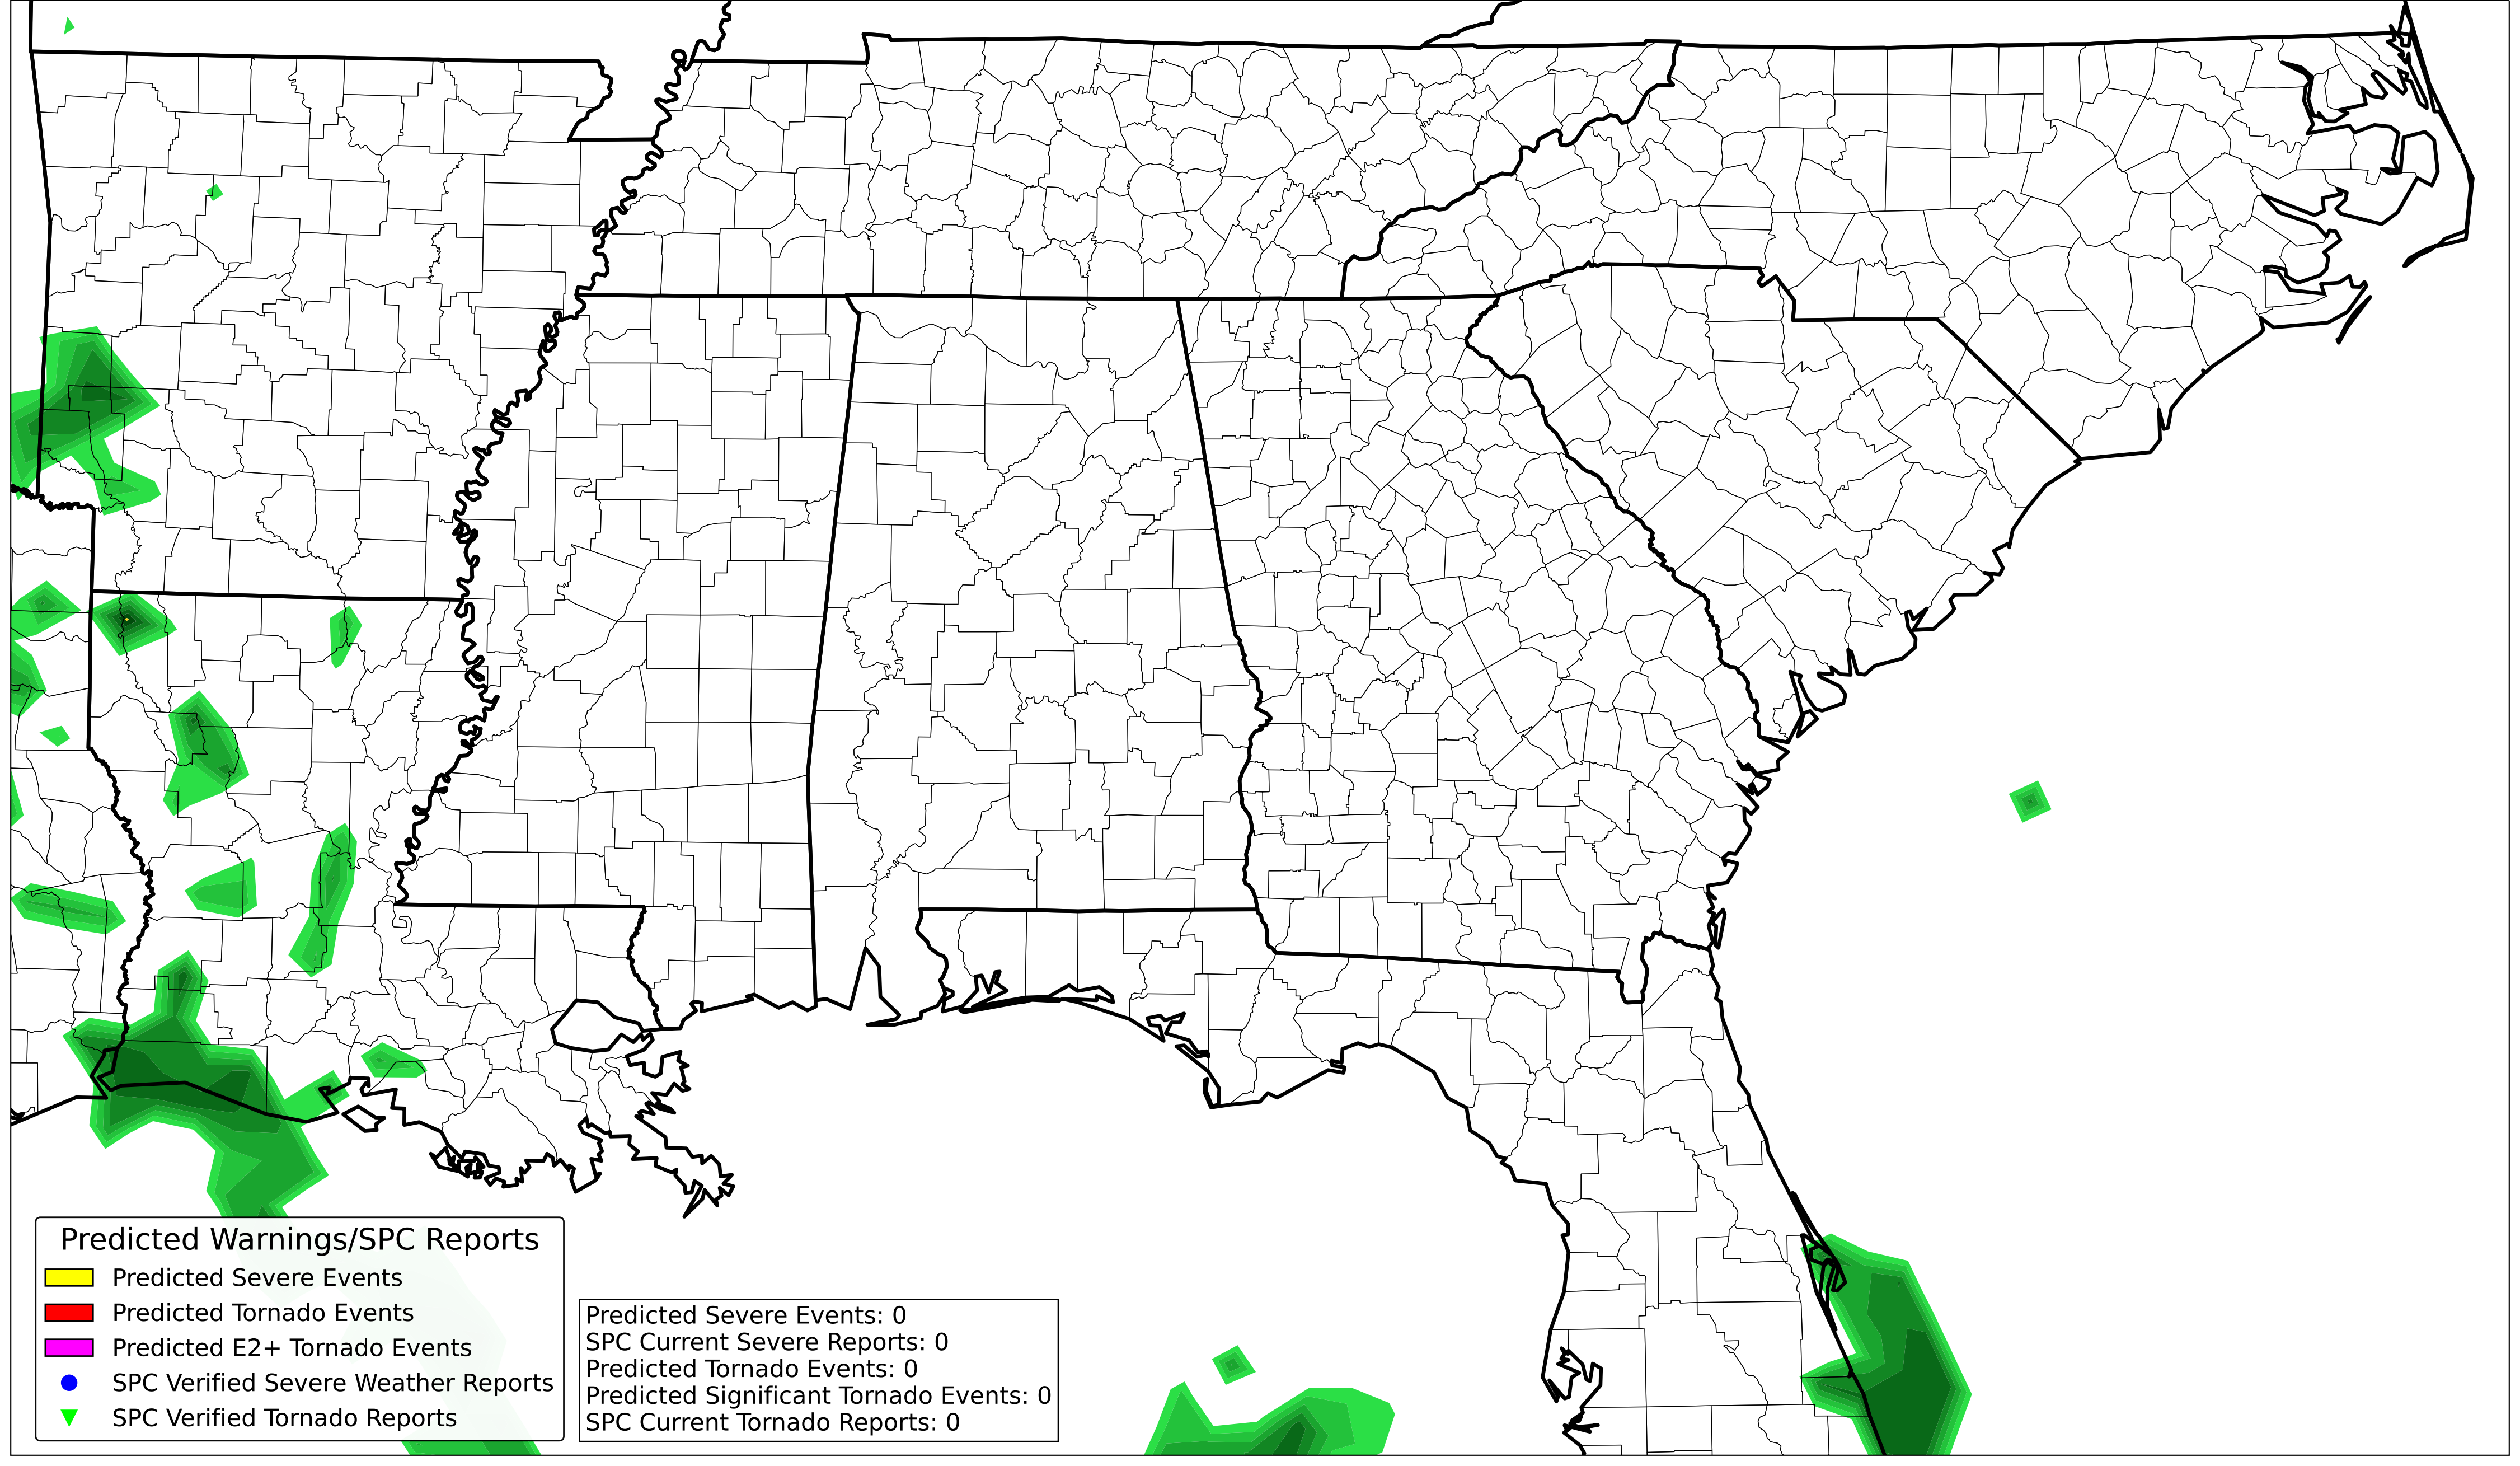 Predicted Warnings/SPC Reports
Predicted Severe Events
Predicted Tornado Events
Predicted E2+ Tornado Events
SPC Verified Severe Weather Reports
SPC Verified Tornado Reports
Predicted Severe Events: 0
SPC Current Severe Reports: 0
Predicted Tornado Events: 0
Predicted Significant Tornado Events: 0
SPC Current Tornado Reports: 0